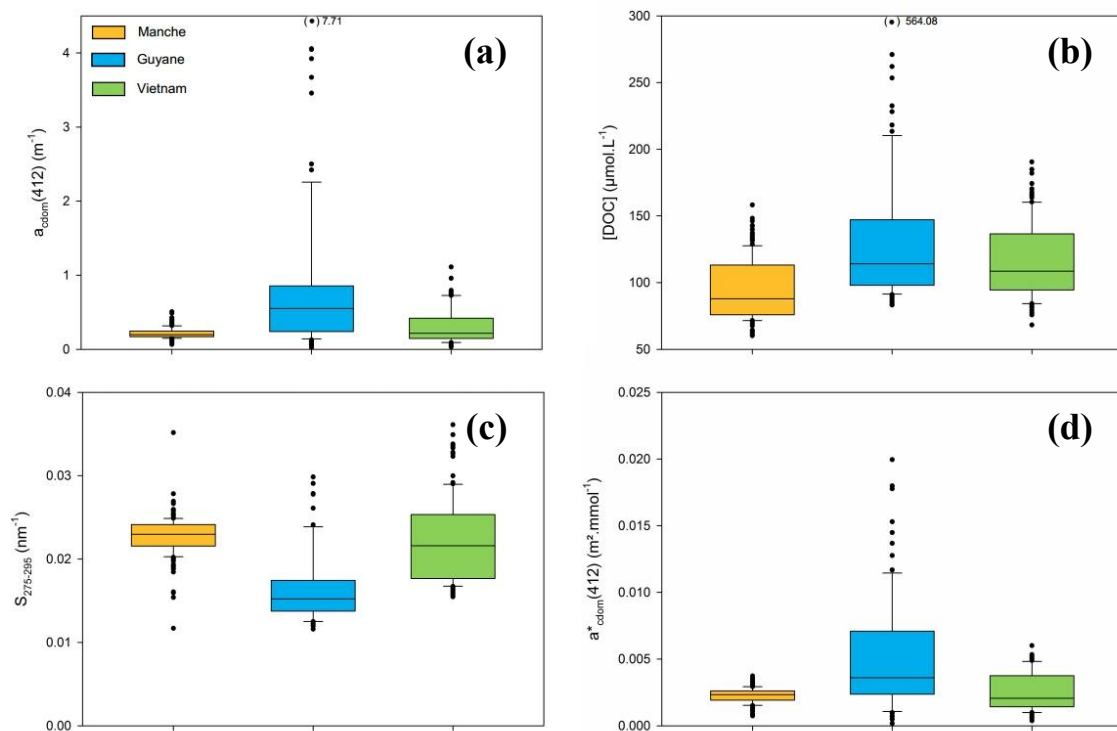 (a)
( • ) 7.71
Manche
Guyane
Vietnam
a_cdom(412) (m⁻¹)
4
3
2
1
0
(b)
( • ) 564.08
[DOC] (µmol.L⁻¹)
300
250
200
150
100
50
(c)
S₂₇₅₋₂₉₅ (nm⁻¹)
0.04
0.03
0.02
0.01
0.00
(d)
a*_cdom(412) (m².mmol⁻¹)
0.025
0.020
0.015
0.010
0.005
0.000